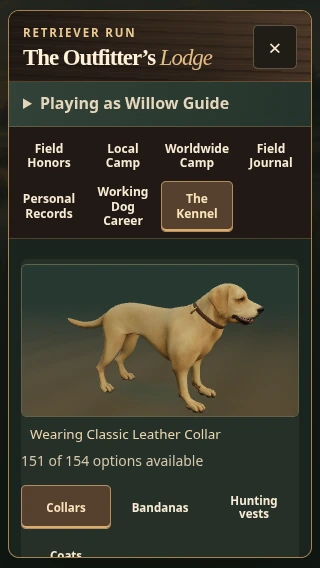 RETRIEVER RUN
The Outfitter’s Lodge
×
▶ Playing as Willow Guide
Field Honors
Local Camp
Worldwide Camp
Field Journal
Personal Records
Working Dog Career
The Kennel
Wearing Classic Leather Collar
151 of 154 options available
Collars
Bandanas
Hunting vests
Coats